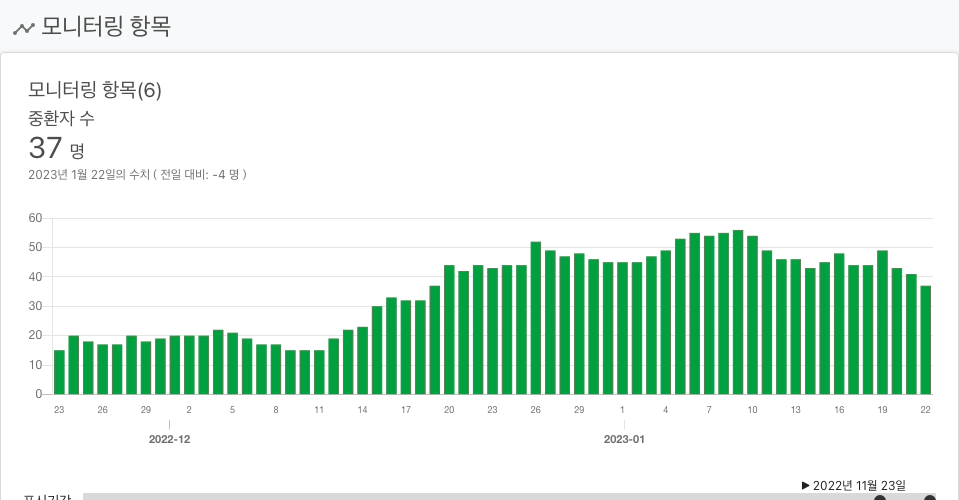 모니터링 항목
모니터링 항목(6)
중환자 수
37 명
2023년 1월 22일의 수치 ( 전일 대비: -4 명 )
60
50
40
30
20
10
0
23 26 29 2 5 8 11 14 17 20 23 26 29 1 4 7 10 13 16 19 22
2022-12 2023-01
▶ 2022년 11월 23일
표시기간